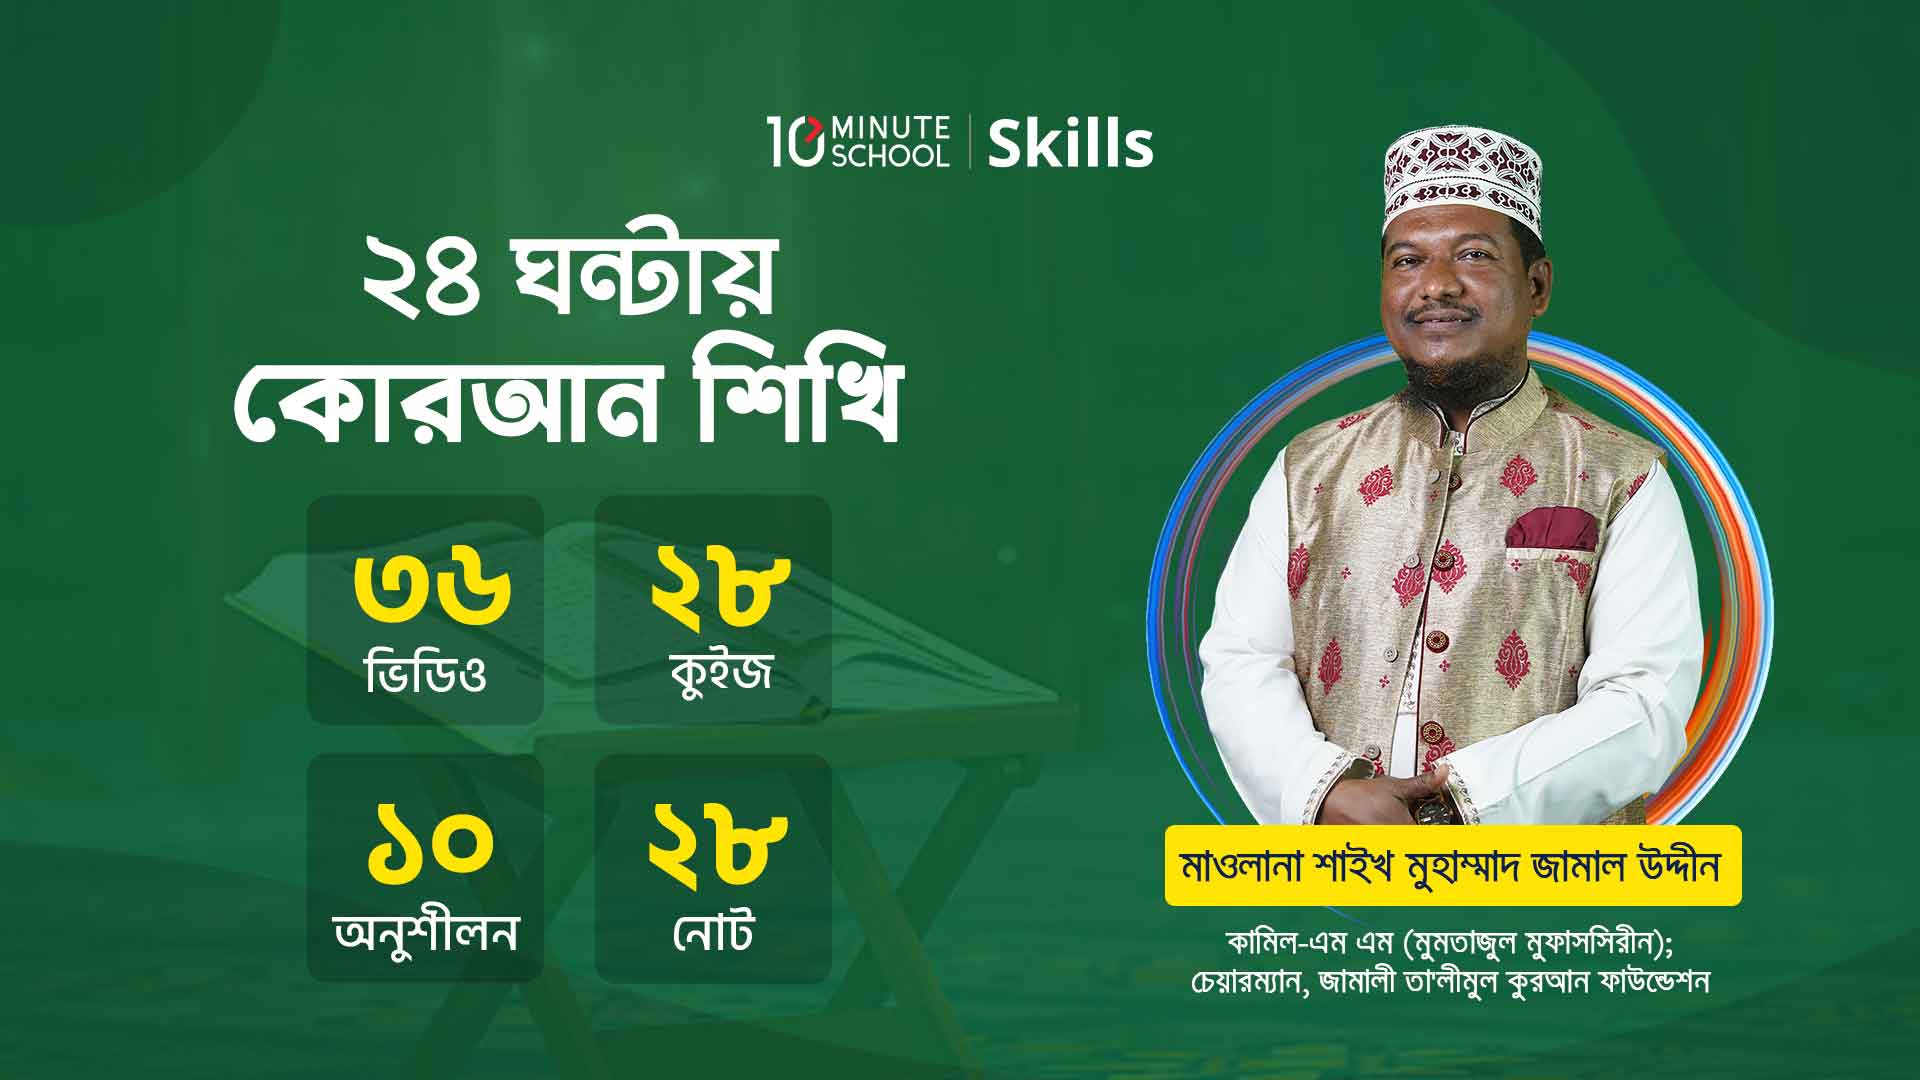 10 MINUTE SCHOOL | Skills
২৪ ঘন্টায়
কোরআন শিখি
৩৬
ভিডিও
২৮
কুইজ
১০
অনুশীলন
২৮
নোট
মাওলানা শাইখ মুহাম্মাদ জামাল উদ্দীন
কামিল-এম এম (মুমতাজুল মুফাসসিরীন);
চেয়ারম্যান, জামালী তা'লীমুল কুরআন ফাউন্ডেশন